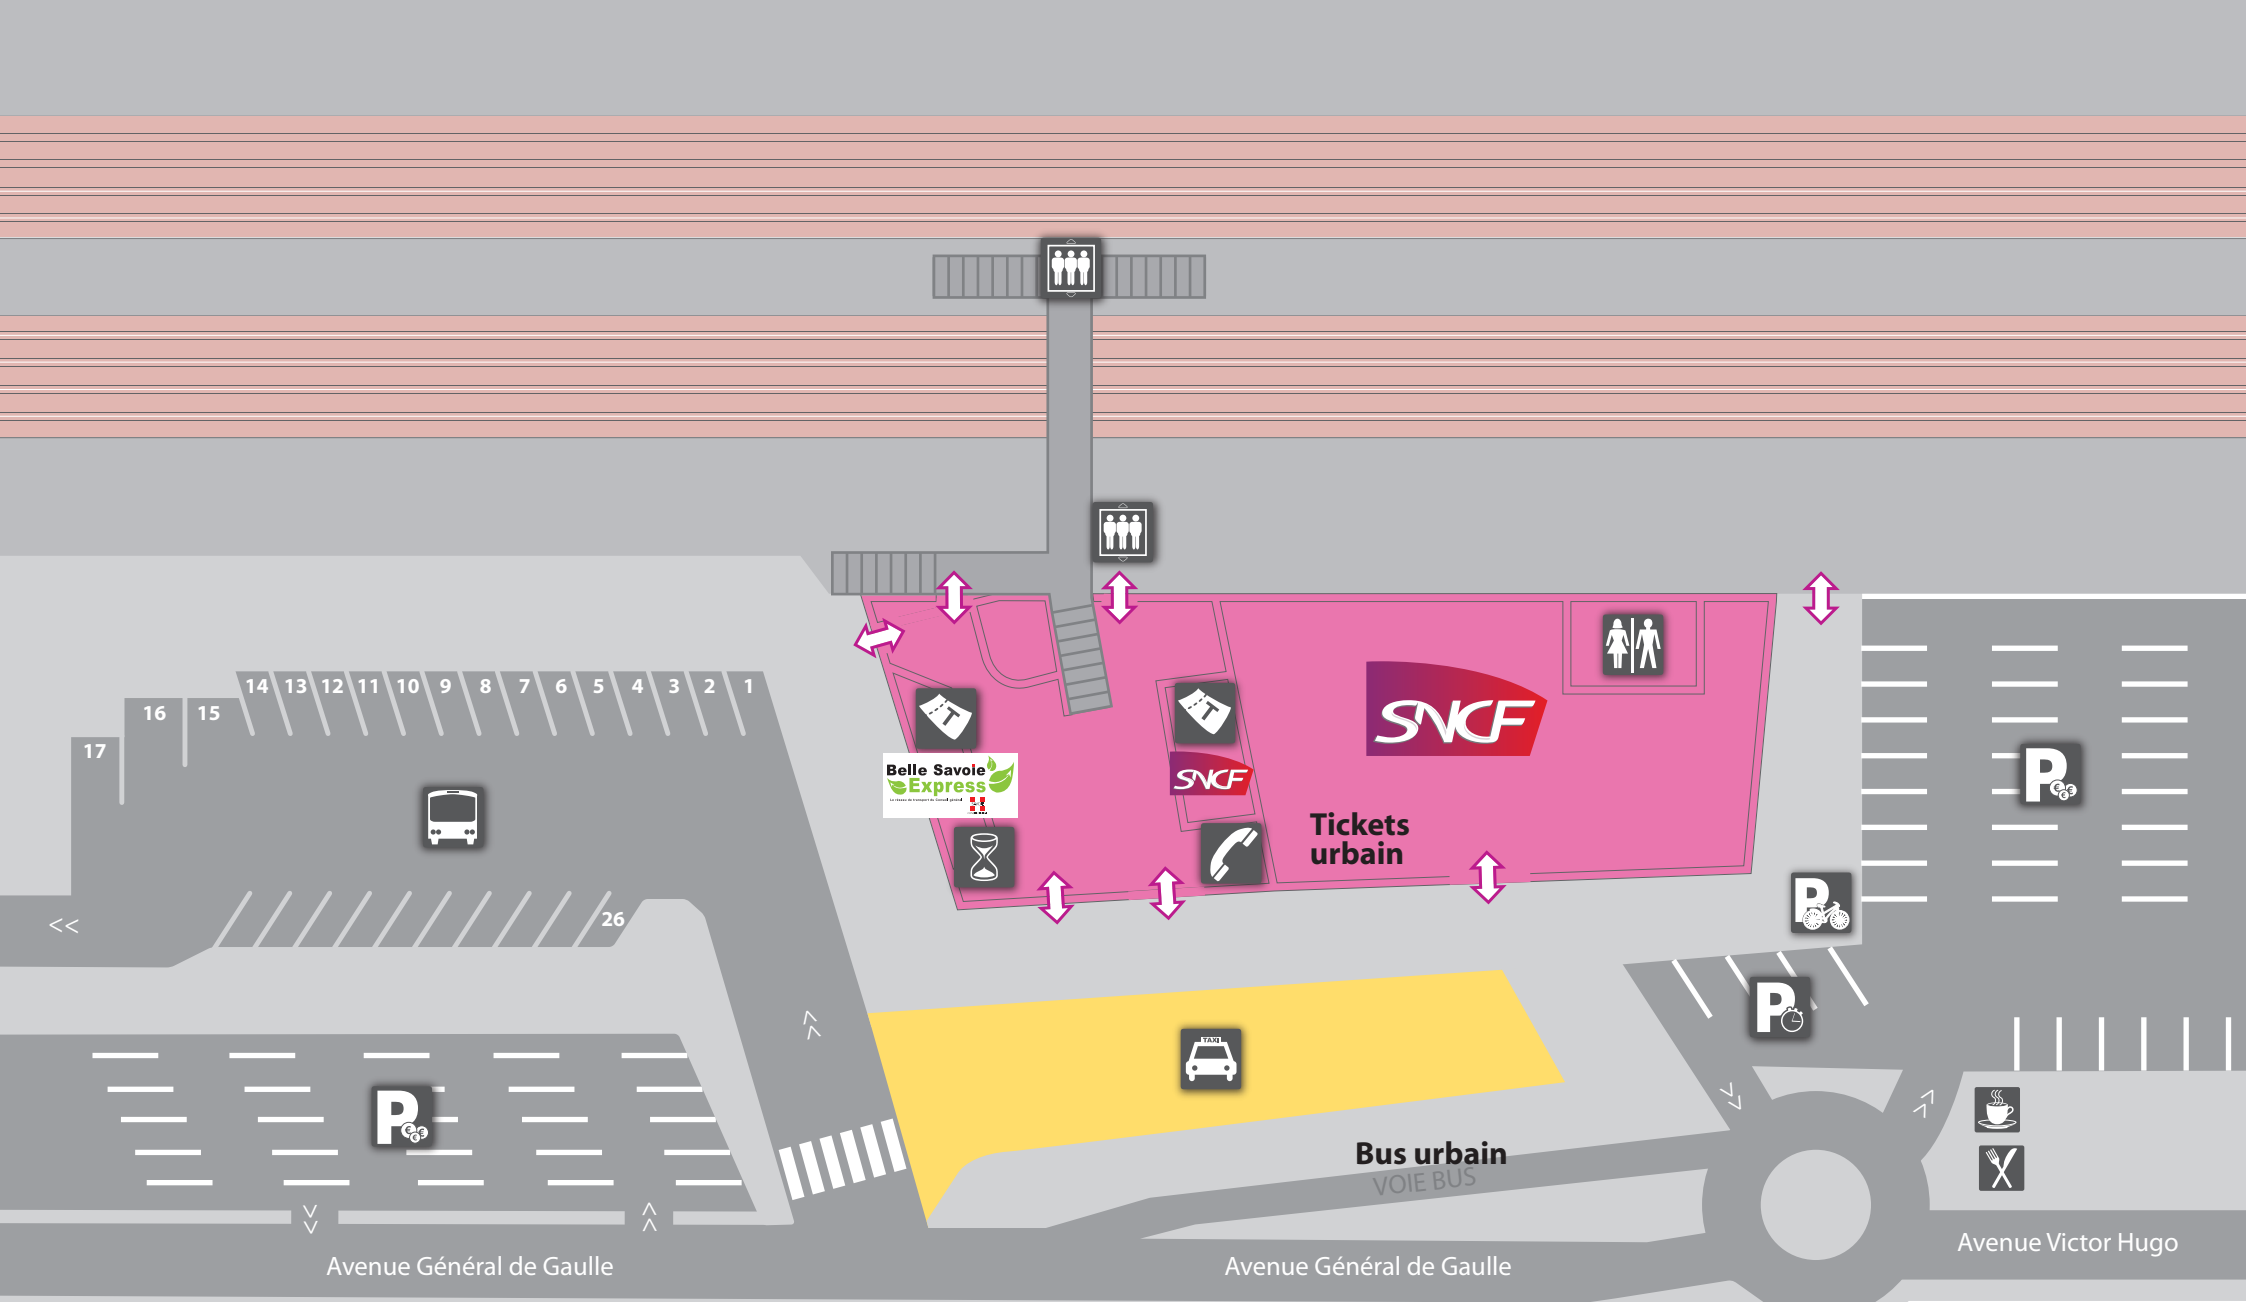 14 13 12 11 10 9 8 7 6 5 4 3 2 1
16 15
17
T
T
SNCF
Belle Savoie
Express
SNCF
Tickets
urbain
P
€ € €
<<
26
P
P
TAXI
P
€ € €
Bus urbain
VOIE BUS
Avenue Victor Hugo
Avenue Général de Gaulle
Avenue Général de Gaulle